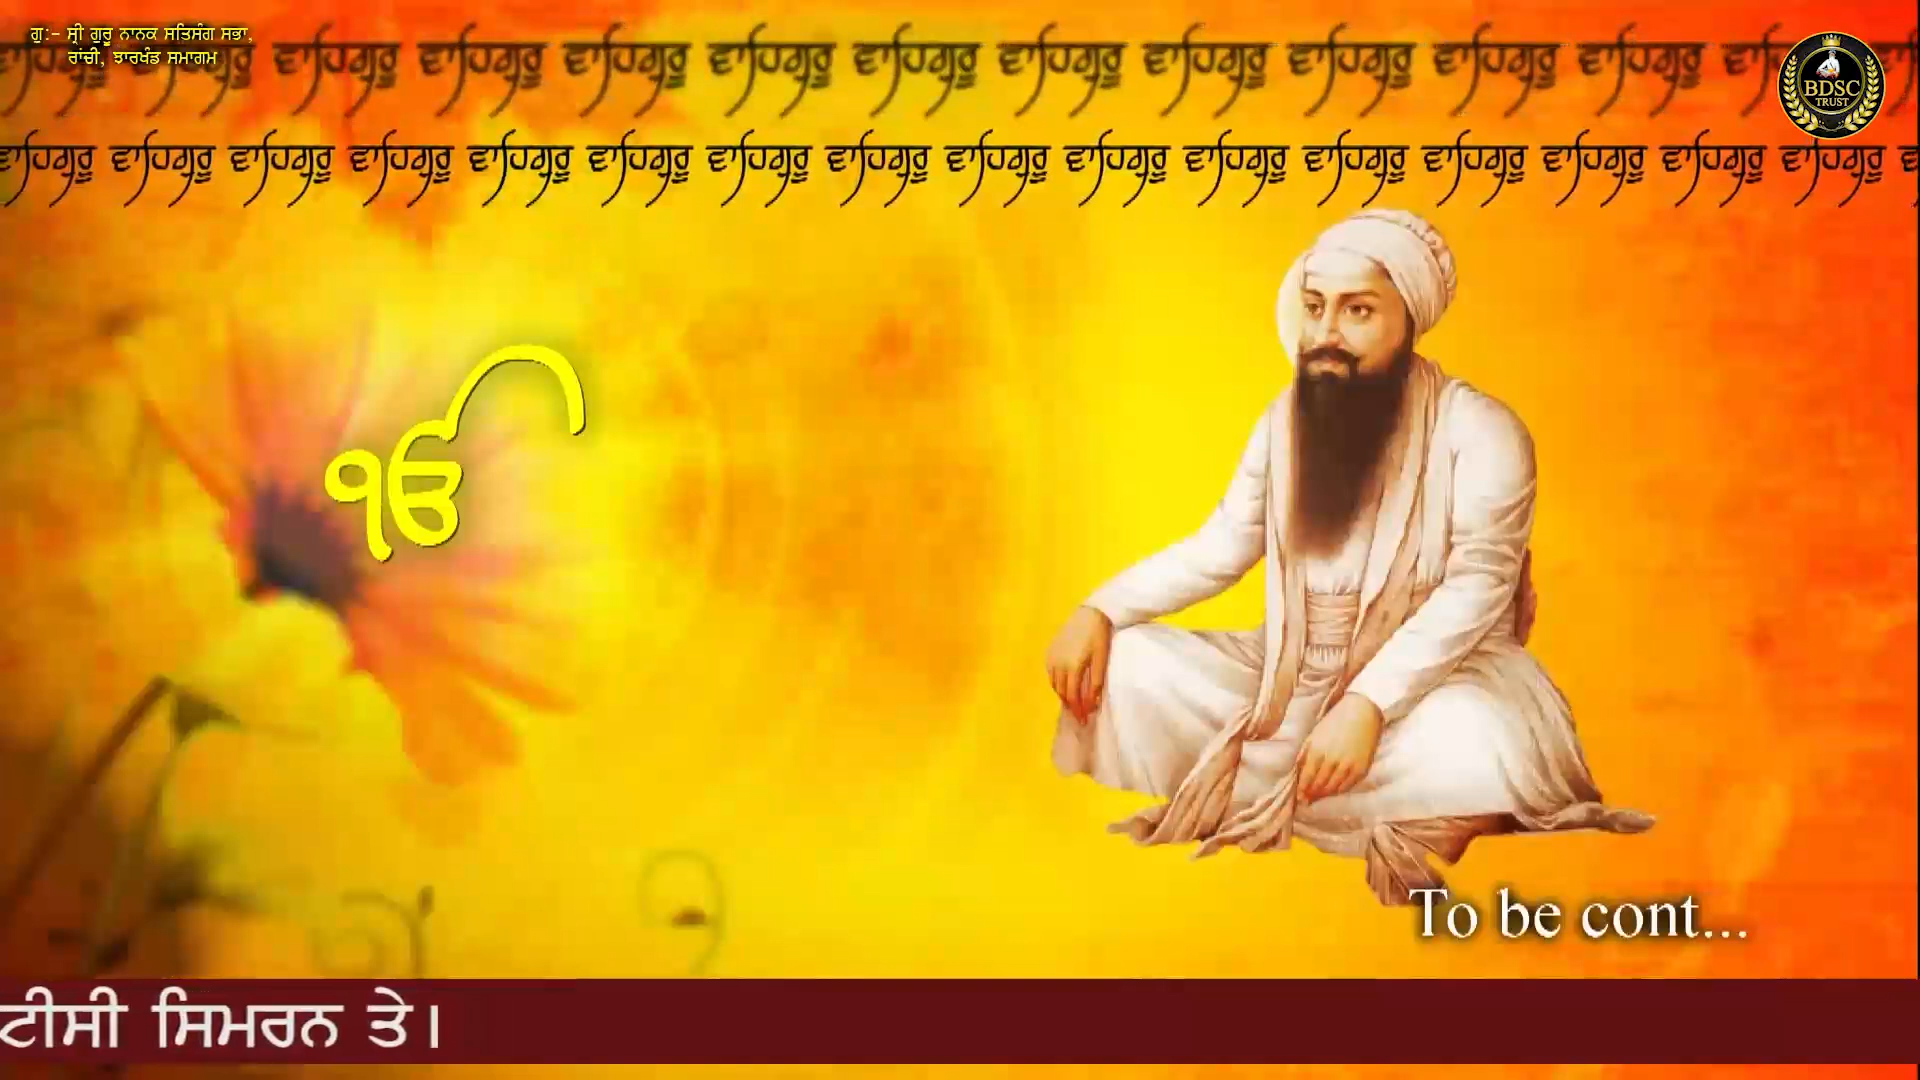 ਗੁ:- ਸ੍ਰੀ ਗੁਰੂ ਨਾਨਕ ਸਤਿਸੰਗ ਸਭਾ,
ਰਾਂਚੀ, ਝਾਰਖੰਡ ਸਮਾਗਮ
ਵਾਹਿਗੁਰੂ ਵਾਹਿਗੁਰੂ ਵਾਹਿਗੁਰੂ ਵਾਹਿਗੁਰੂ ਵਾਹਿਗੁਰੂ ਵਾਹਿਗੁਰੂ ਵਾਹਿਗੁਰੂ ਵਾਹਿਗੁਰੂ ਵਾਹਿਗੁਰੂ ਵਾਹਿਗੁਰੂ
BDSC
TRUST
ਵਾਹਿਗੁਰੂ ਵਾਹਿਗੁਰੂ ਵਾਹਿਗੁਰੂ ਵਾਹਿਗੁਰੂ ਵਾਹਿਗੁਰੂ ਵਾਹਿਗੁਰੂ ਵਾਹਿਗੁਰੂ ਵਾਹਿਗੁਰੂ ਵਾਹਿਗੁਰੂ ਵਾਹਿਗੁਰੂ ਵਾਹਿਗੁਰੂ ਵਾਹਿਗੁਰੂ ਵਾਹਿਗੁਰੂ ਵਾਹਿਗੁਰੂ ਵਾਹਿਗੁਰੂ ਵਾਹਿਗੁਰੂ
ੴ
To be cont...
ਟੀਸੀ ਸਿਮਰਨ ਤੇ।